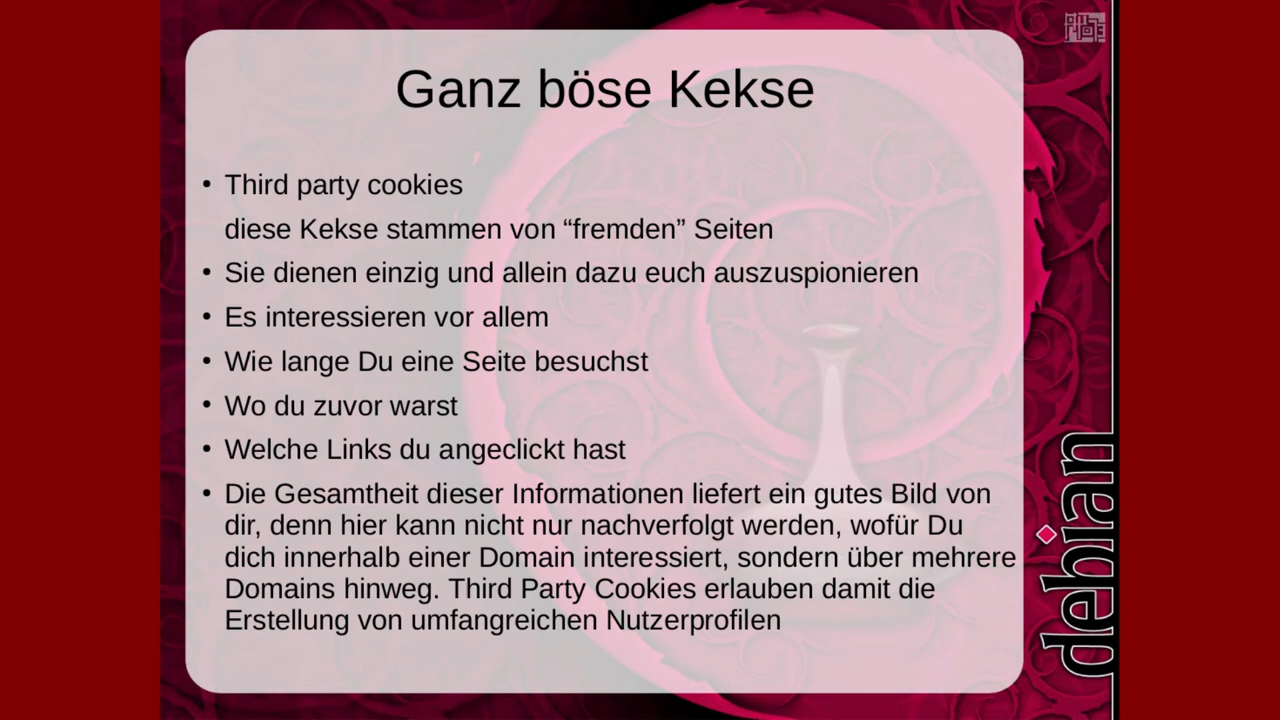 Ganz böse Kekse
• Third party cookies
diese Kekse stammen von “fremden” Seiten
• Sie dienen einzig und allein dazu euch auszuspionieren
• Es interessieren vor allem
• Wie lange Du eine Seite besuchst
• Wo du zuvor warst
• Welche Links du angeclickt hast
• Die Gesamtheit dieser Informationen liefert ein gutes Bild von
dir, denn hier kann nicht nur nachverfolgt werden, wofür Du
dich innerhalb einer Domain interessiert, sondern über mehrere
Domains hinweg. Third Party Cookies erlauben damit die
Erstellung von umfangreichen Nutzerprofilen
debian